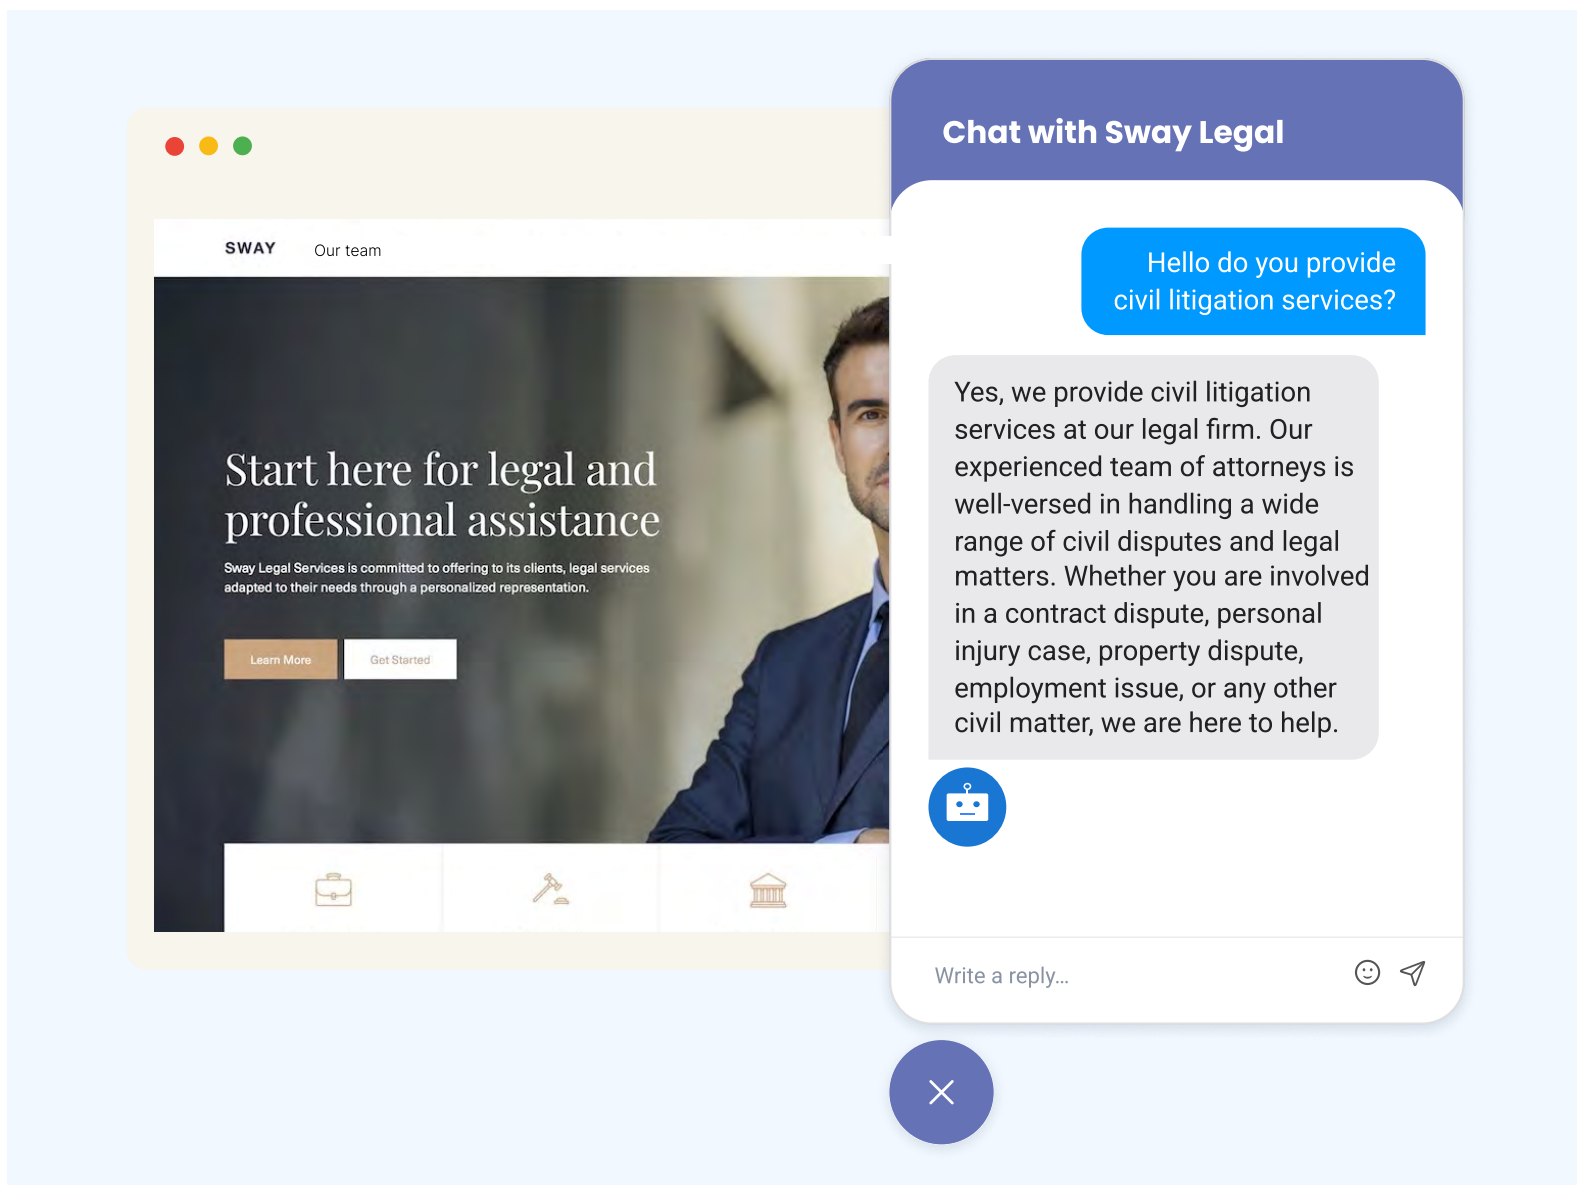 SWAY
Our team
Start here for legal and
professional assistance
Sway Legal Services is committed to offering to its clients, legal services
adapted to their needs through a personalized representation.
Learn More
Get Started
Chat with Sway Legal
Hello do you provide
civil litigation services?
Yes, we provide civil litigation
services at our legal firm. Our
experienced team of attorneys is
well-versed in handling a wide
range of civil disputes and legal
matters. Whether you are involved
in a contract dispute, personal
injury case, property dispute,
employment issue, or any other
civil matter, we are here to help.
Write a reply...